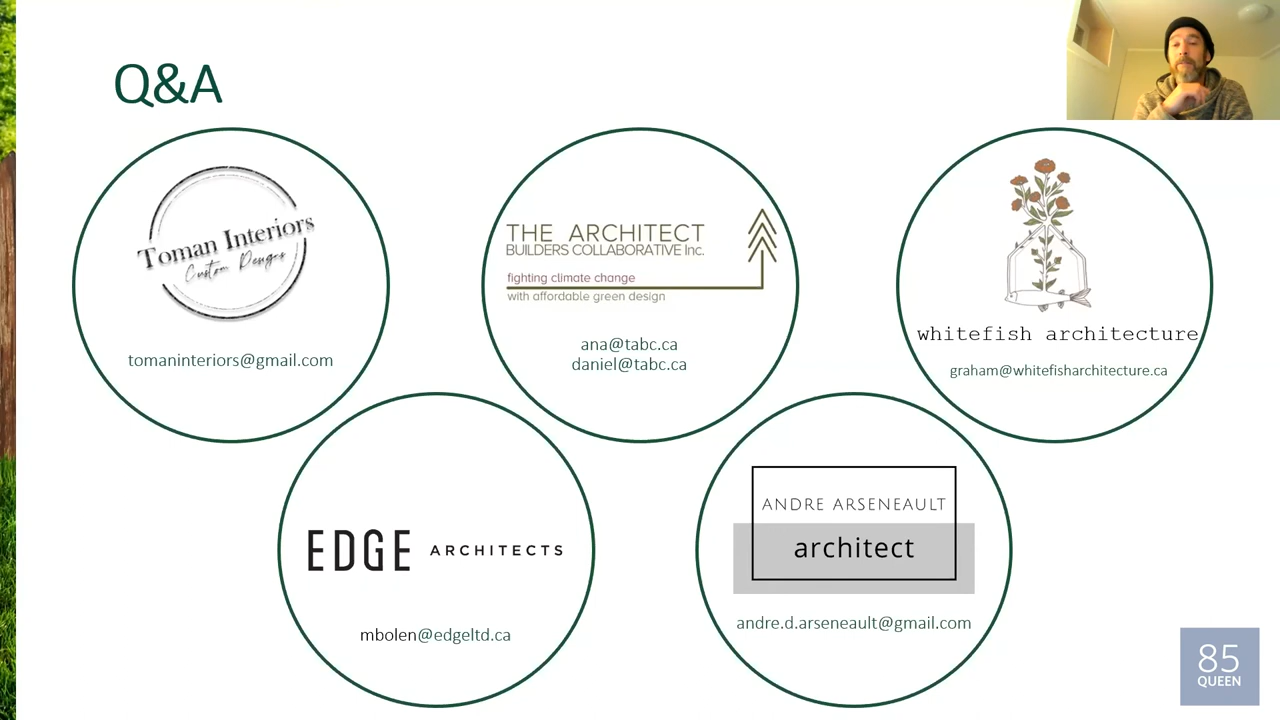 Q&A
Toman Interiors
Custom Designs
tomaninteriors@gmail.com
THE ARCHITECT
BUILDERS COLLABORATIVE Inc.
fighting climate change
with affordable green design
ana@tabc.ca
daniel@tabc.ca
whitefish architecture
graham@whitefisharchitecture.ca
EDGE ARCHITECTS
mbolen@edgeltd.ca
ANDRE ARSENEAULT
architect
andre.d.arseneault@gmail.com
85
QUEEN